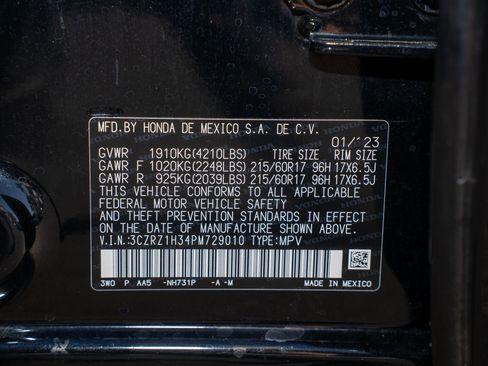 MFD.BY HONDA DE MEXICO S.A. DE C.V.
01/23
GVWR 1910KG(4210LBS) TIRE SIZE RIM SIZE
GAWR F 1020KG(2248LBS) 215/60R17 96H 17X6.5J
GAWR R 925KG(2039LBS) 215/60R17 96H 17X6.5J
THIS VEHICLE CONFORMS TO ALL APPLICABLE
FEDERAL MOTOR VEHICLE SAFETY
AND THEFT PREVENTION STANDARDS IN EFFECT
ON THE DATE OF MANUFACTURE SHOWN ABOVE.
V.I.N:3CZRZ1H34PM729010 TYPE:MPV
3W0 P AA5 -NH731P -A -M MADE IN MEXICO